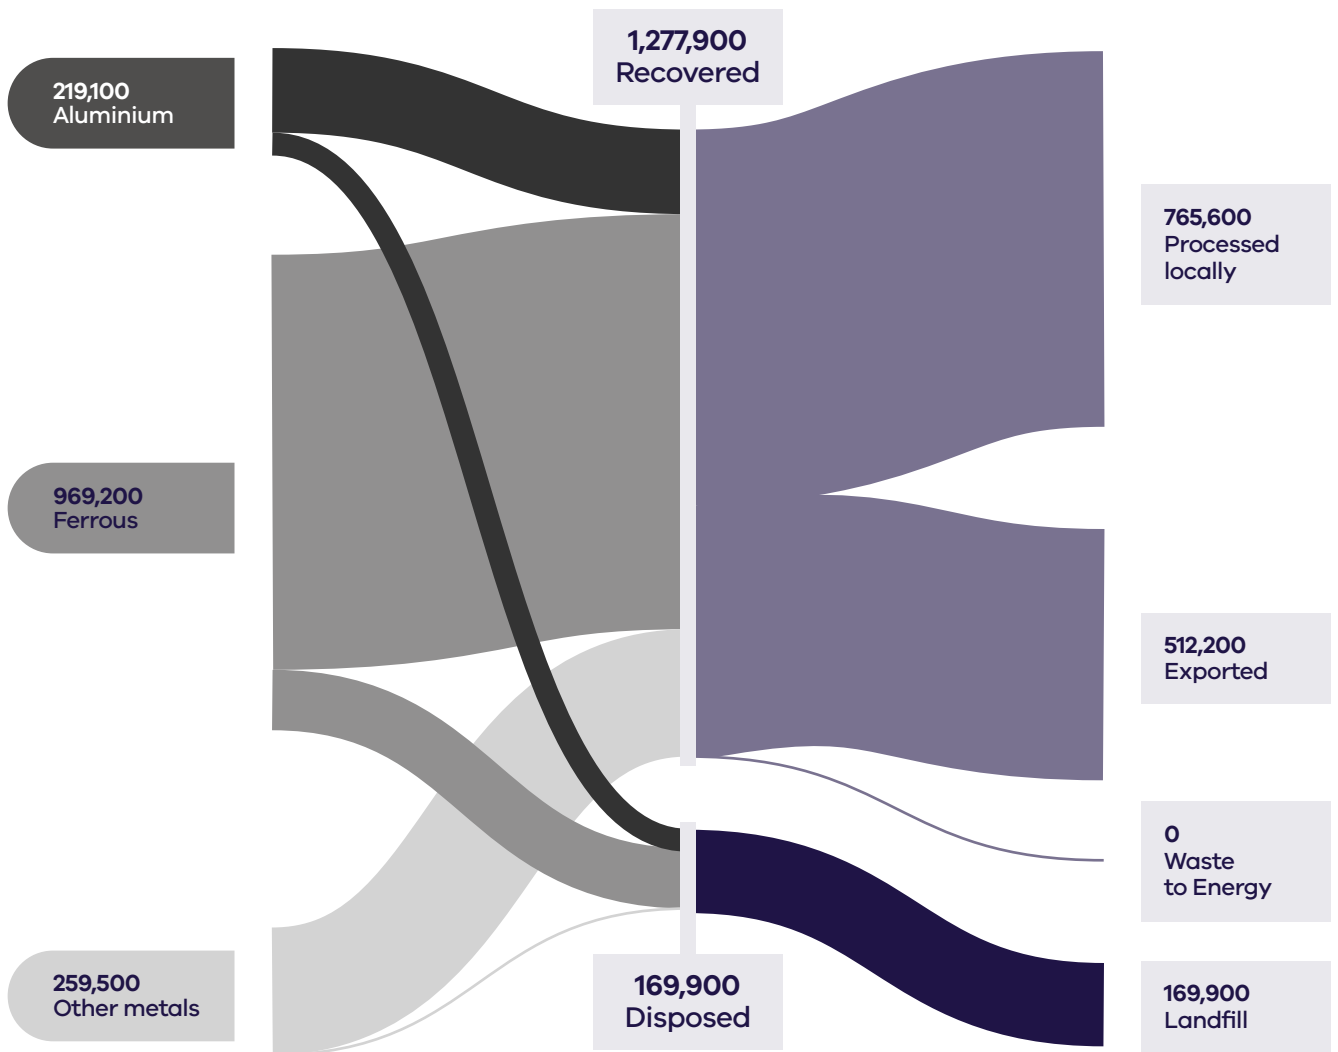 219,100
Aluminium
969,200
Ferrous
259,500
Other metals
1,277,900
Recovered
169,900
Disposed
765,600
Processed
locally
512,200
Exported
0
Waste
to Energy
169,900
Landfill